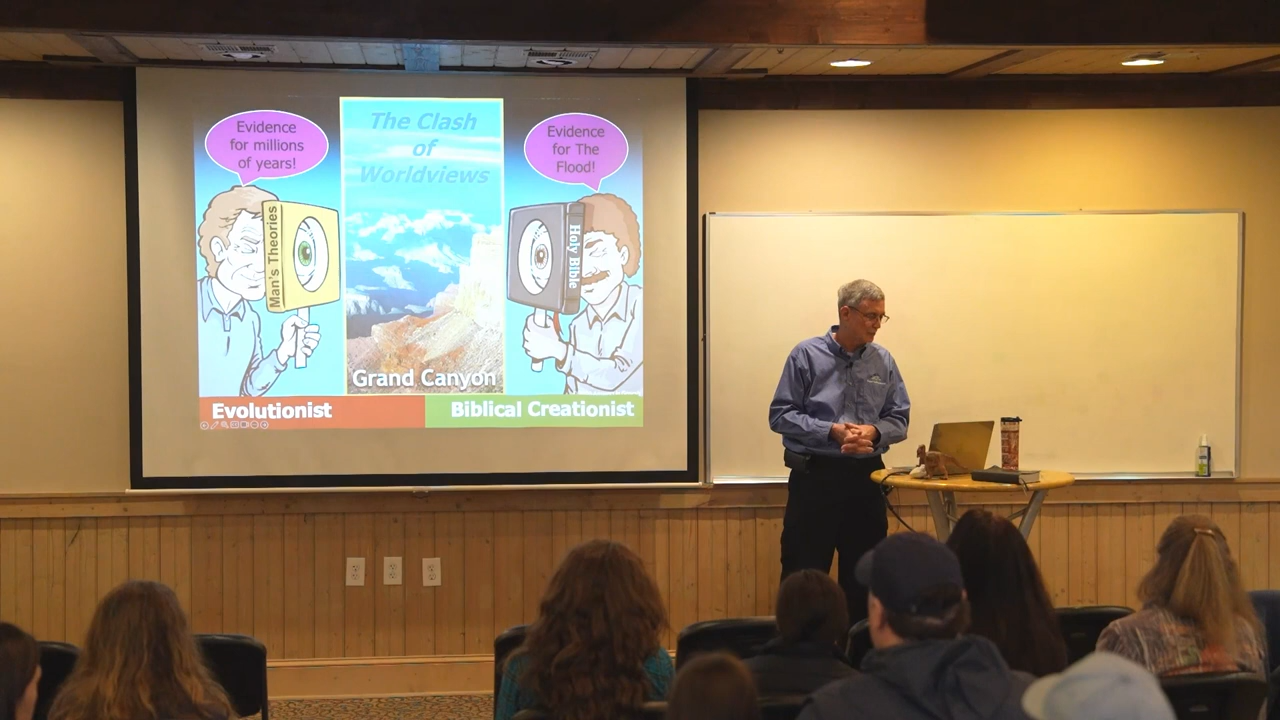 Evidence
for millions
of years!
The Clash
of
Worldviews
Evidence
for The
Flood!
Man's Theories
Holy Bible
Grand Canyon
Evolutionist
Biblical Creationist